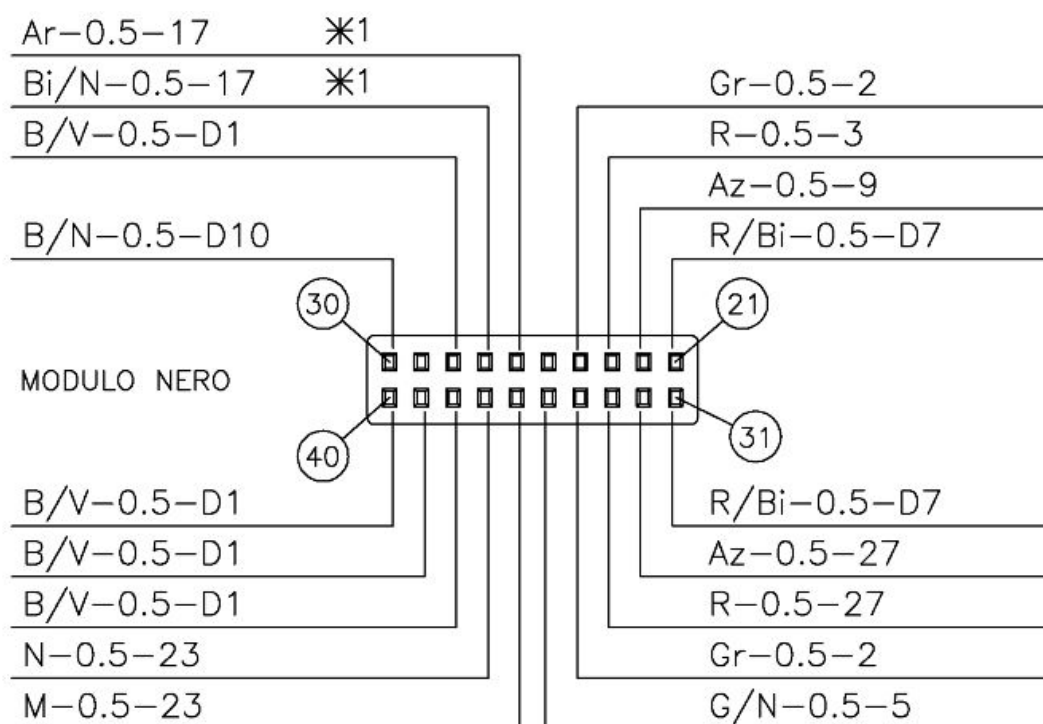 Ar-0.5-17 ✳1
Bi/N-0.5-17 ✳1
B/V-0.5-D1
B/N-0.5-D10
Gr-0.5-2
R-0.5-3
Az-0.5-9
R/Bi-0.5-D7
30
21
MODULO NERO
40
31
B/V-0.5-D1
B/V-0.5-D1
B/V-0.5-D1
N-0.5-23
M-0.5-23
R/Bi-0.5-D7
Az-0.5-27
R-0.5-27
Gr-0.5-2
G/N-0.5-5